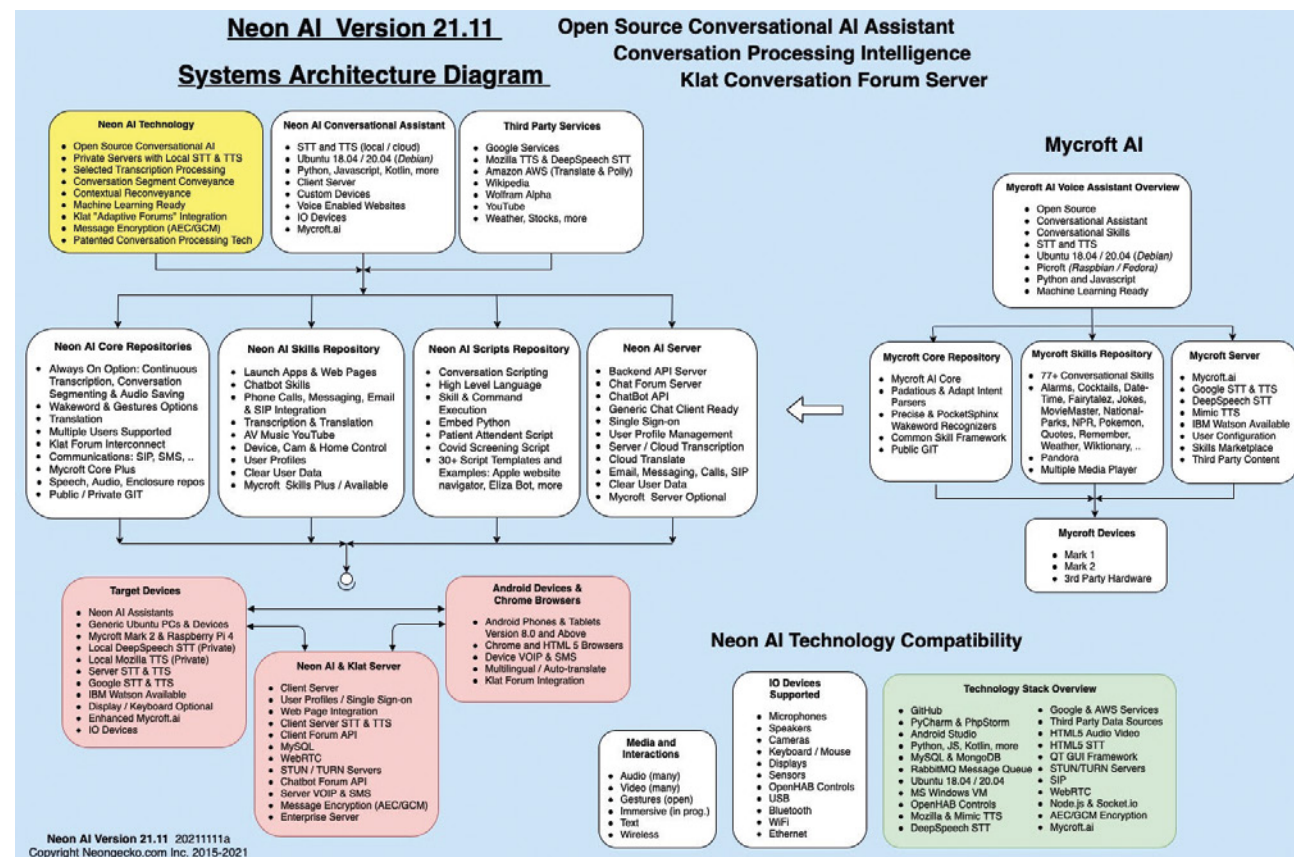 Neon AI Version 21.11
Systems Architecture Diagram
Open Source Conversational AI Assistant
Conversation Processing Intelligence
Klat Conversation Forum Server
Neon AI Technology
● Open Source Conversational AI
● Private Servers with Local STT & TTS
● Selected Transcription Processing
● Conversation Segment Conveyance
● Contextual Reconveyance
● Machine Learning Ready
● Klat "Adaptive Forums" Integration
● Message Encryption (AEC/GCM)
● Patented Conversation Processing Tech
Neon AI Conversational Assistant
● STT and TTS (local / cloud)
● Ubuntu 18.04 / 20.04 (Debian)
● Python, Javascript, Kotlin, more
● Client Server
● Custom Devices
● Voice Enabled Websites
● IO Devices
● Mycroft.ai
Third Party Services
● Google Services
● Mozilla TTS & DeepSpeech STT
● Amazon AWS (Translate & Polly)
● Wikipedia
● Wolfram Alpha
● YouTube
● Weather, Stocks, more
Mycroft AI
Mycroft AI Voice Assistant Overview
● Open Source
● Conversational Assistant
● Conversational Skills
● STT and TTS
● Ubuntu 18.04 / 20.04 (Debian)
● Picroft (Raspbian / Fedora)
● Python and Javascript
● Machine Learning Ready
Neon AI Core Repositories
● Always On Option: Continuous
Transcription, Conversation
Segmenting & Audio Saving
● Wakeword & Gestures Options
● Translation
● Multiple Users Supported
● Klat Forum Interconnect
● Communications: SIP, SMS, ..
● Mycroft Core Plus
● Speech, Audio, Enclosure repos
● Public / Private GIT
Neon AI Skills Repository
● Launch Apps & Web Pages
● Chatbot Skills
● Phone Calls, Messaging, Email
& SIP Integration
● Transcription & Translation
● AV Music YouTube
● Device, Cam & Home Control
● User Profiles
● Clear User Data
● Mycroft Skills Plus / Available
Neon AI Scripts Repository
● Conversation Scripting
● High Level Language
● Skill & Command
Execution
● Embed Python
● Patient Attendent Script
● Covid Screening Script
● 30+ Script Templates and
Examples: Apple website
navigator, Eliza Bot, more
Neon AI Server
● Backend API Server
● Chat Forum Server
● ChatBot API
● Generic Chat Client Ready
● Single Sign-on
● User Profile Management
● Server / Cloud Transcription
● Cloud Translate
● Email, Messaging, Calls, SIP
● Clear User Data
● Mycroft Server Optional
Mycroft Core Repository
● Mycroft AI Core
● Padatious & Adapt Intent
Parsers
● Precise & PocketSphinx
Wakeword Recognizers
● Common Skill Framework
● Public GIT
Mycroft Skills Repository
● 77+ Conversational Skills
● Alarms, Cocktails, Date-
Time, Fairytalez, Jokes,
MovieMaster, National-
Parks, NPR, Pokemon,
Quotes, Remember,
Weather, Wiktionary, ..
● Pandora
● Multiple Media Player
Mycroft Server
● Mycroft.ai
● Google STT & TTS
● DeepSpeech STT
● Mimic TTS
● IBM Watson Available
● User Configuration
● Skills Marketplace
● Third Party Content
Mycroft Devices
● Mark 1
● Mark 2
● 3rd Party Hardware
Target Devices
● Neon AI Assistants
● Generic Ubuntu PCs & Devices
● Mycroft Mark 2 & Raspberry Pi 4
● Local DeepSpeech STT (Private)
● Local Mozilla TTS (Private)
● Server STT & TTS
● Google STT & TTS
● IBM Watson Available
● Display / Keyboard Optional
● Enhanced Mycroft.ai
● IO Devices
Android Devices &
Chrome Browsers
● Android Phones & Tablets
Version 8.0 and Above
● Chrome and HTML 5 Browsers
● Device VOIP & SMS
● Multilingual / Auto-translate
● Klat Forum Integration
Neon AI & Klat Server
● Client Server
● User Profiles / Single Sign-on
● Web Page Integration
● Client Server STT & TTS
● Client Forum API
● MySQL
● WebRTC
● STUN / TURN Servers
● Chatbot Forum API
● Server VOIP & SMS
● Message Encryption (AEC/GCM)
● Enterprise Server
Neon AI Technology Compatibility
Media and
Interactions
● Audio (many)
● Video (many)
● Gestures (open)
● Immersive (in prog.)
● Text
● Wireless
IO Devices
Supported
● Microphones
● Speakers
● Cameras
● Keyboard / Mouse
● Displays
● Sensors
● OpenHAB Controls
● USB
● Bluetooth
● WiFi
● Ethernet
Technology Stack Overview
● GitHub
● PyCharm & PhpStorm
● Android Studio
● Python, JS, Kotlin, more
● MySQL & MongoDB
● RabbitMQ Message Queue
● Ubuntu 18.04 / 20.04
● MS Windows VM
● OpenHAB Controls
● Mozilla & Mimic TTS
● DeepSpeech STT
● Google & AWS Services
● Third Party Data Sources
● HTML5 Audio Video
● HTML5 STT
● QT GUI Framework
● STUN/TURN Servers
● SIP
● WebRTC
● Node.js & Socket.io
● AEC/GCM Encryption
● Mycroft.ai
Neon AI Version 21.11 20211111a
Copyright Neongecko.com Inc. 2015-2021